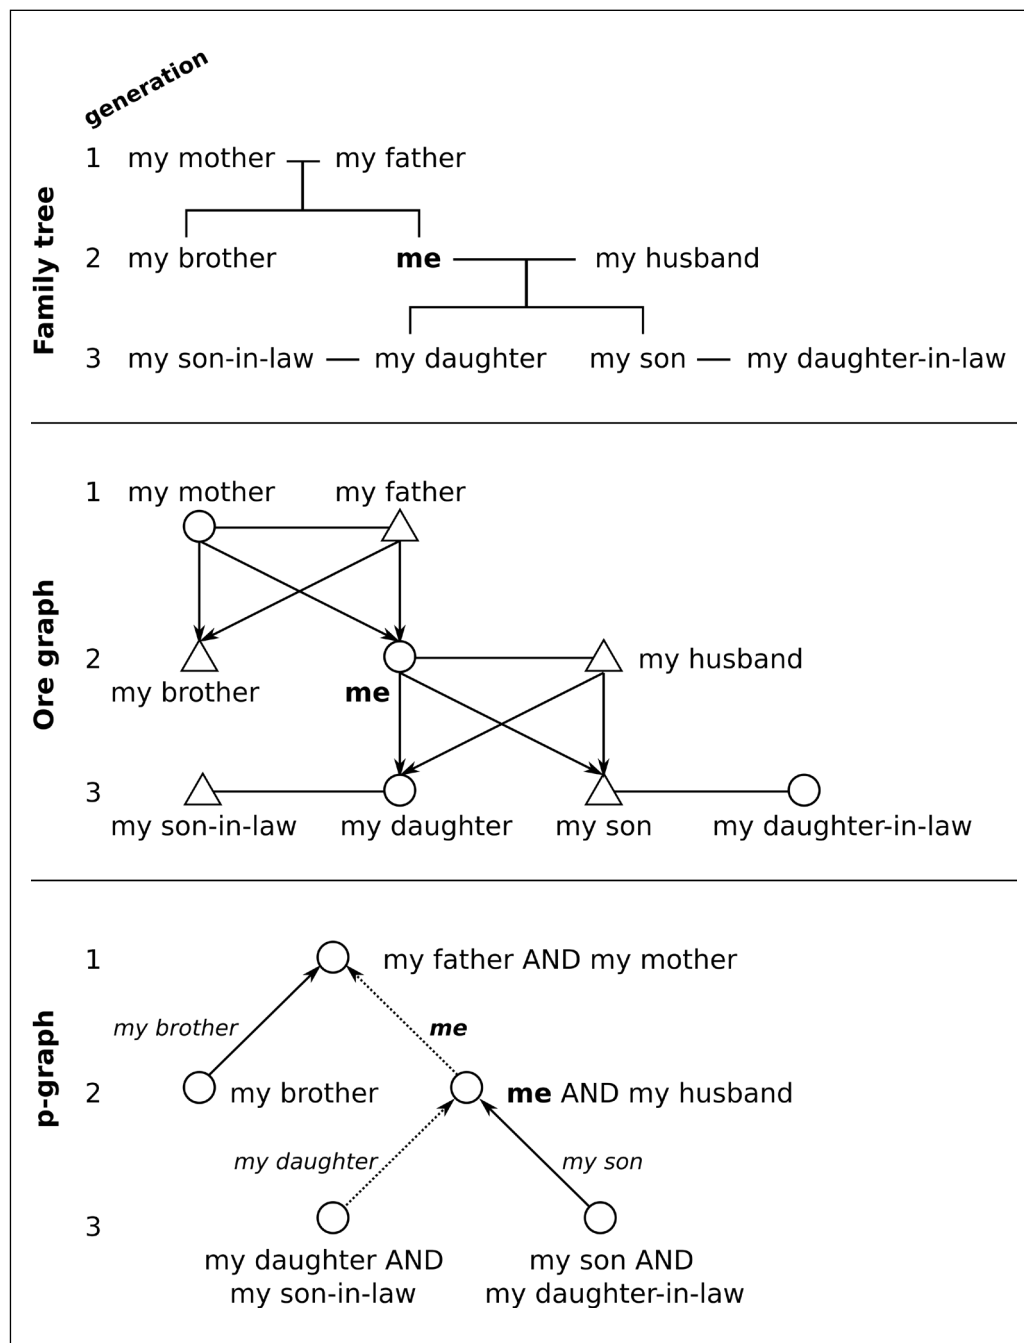 generation
Family tree
1 my mother my father
2 my brother me my husband
3 my son-in-law my daughter my son my daughter-in-law
Ore graph
1 my mother my father
2 my husband
my brother me
3
my son-in-law my daughter my son my daughter-in-law
p-graph
1 my father AND my mother
my brother me
2 my brother me AND my husband
my daughter my son
3
my daughter AND my son AND
my son-in-law my daughter-in-law